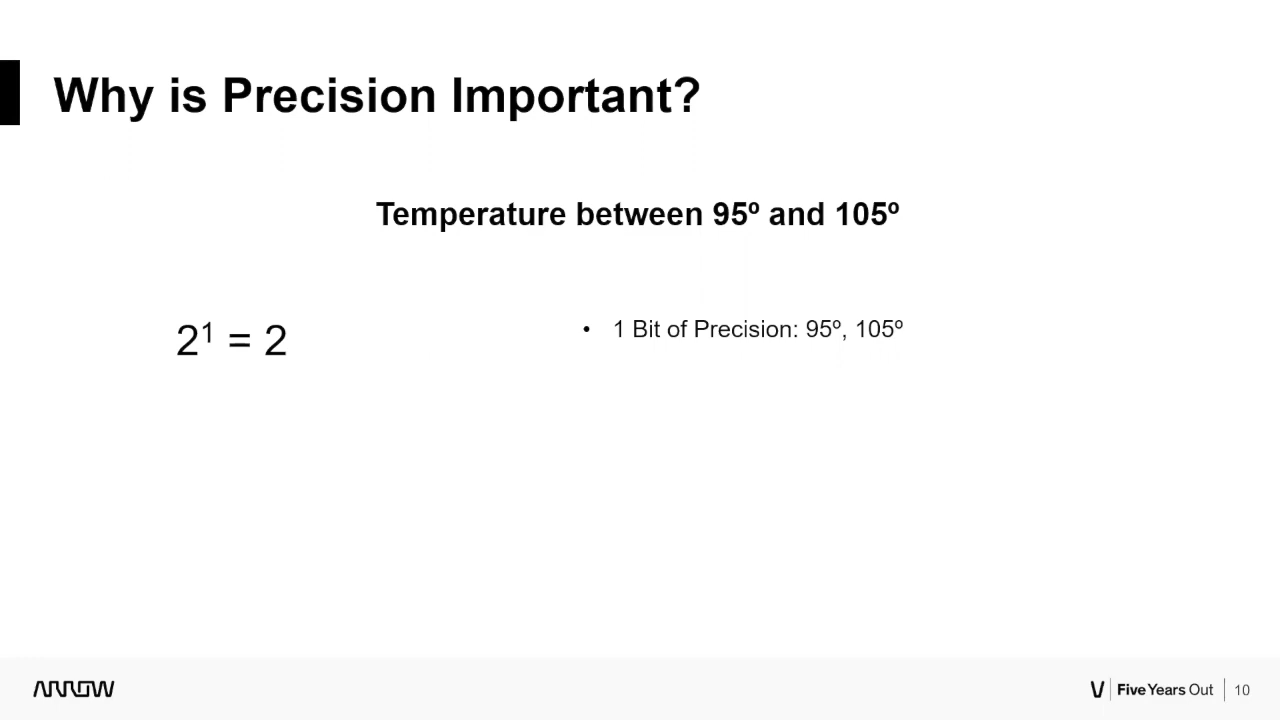 Why is Precision Important?
Temperature between 95º and 105º
2¹ = 2
• 1 Bit of Precision: 95º, 105º
ARROW
Five Years Out
10